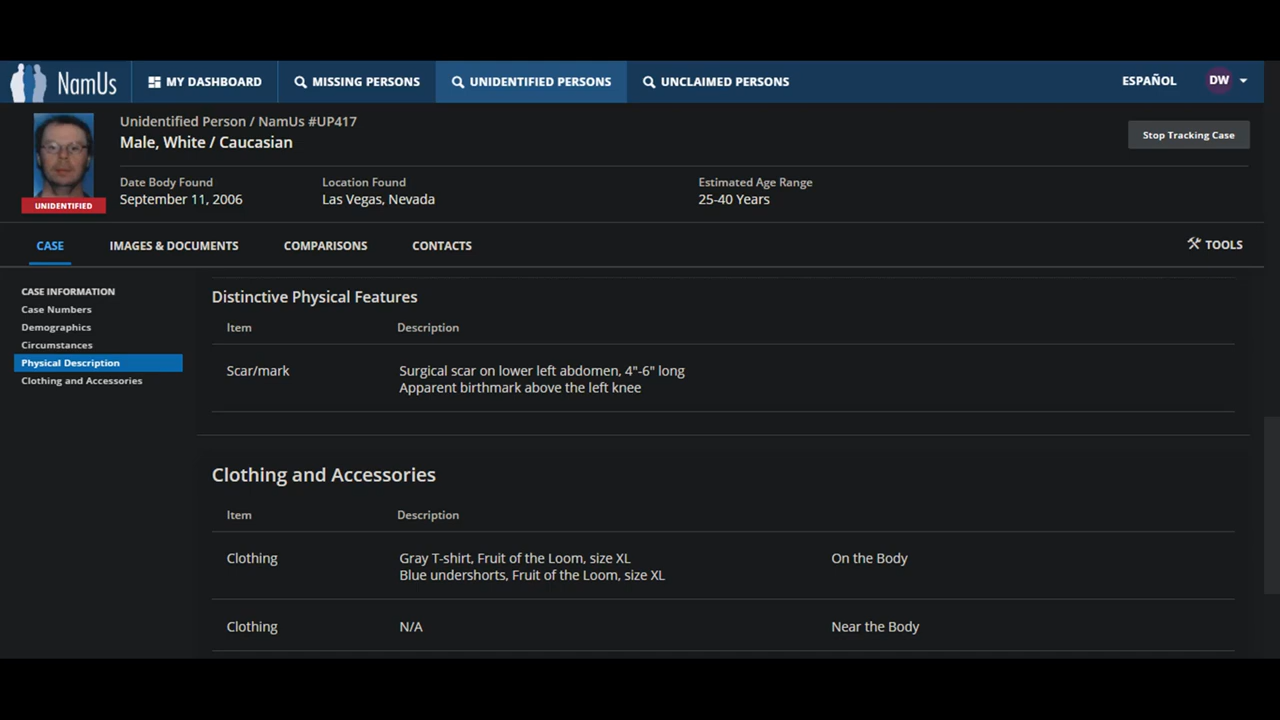 NamUs
MY DASHBOARD
MISSING PERSONS
UNIDENTIFIED PERSONS
UNCLAIMED PERSONS
ESPAÑOL
DW
Unidentified Person / NamUs #UP417
Male, White / Caucasian
Stop Tracking Case
UNIDENTIFIED
Date Body Found
September 11, 2006
Location Found
Las Vegas, Nevada
Estimated Age Range
25-40 Years
CASE
IMAGES & DOCUMENTS
COMPARISONS
CONTACTS
TOOLS
CASE INFORMATION
Case Numbers
Demographics
Circumstances
Physical Description
Clothing and Accessories
Distinctive Physical Features
Item
Description
Scar/mark
Surgical scar on lower left abdomen, 4"-6" long
Apparent birthmark above the left knee
Clothing and Accessories
Item
Description
Clothing
Gray T-shirt, Fruit of the Loom, size XL
Blue undershorts, Fruit of the Loom, size XL
On the Body
Clothing
N/A
Near the Body